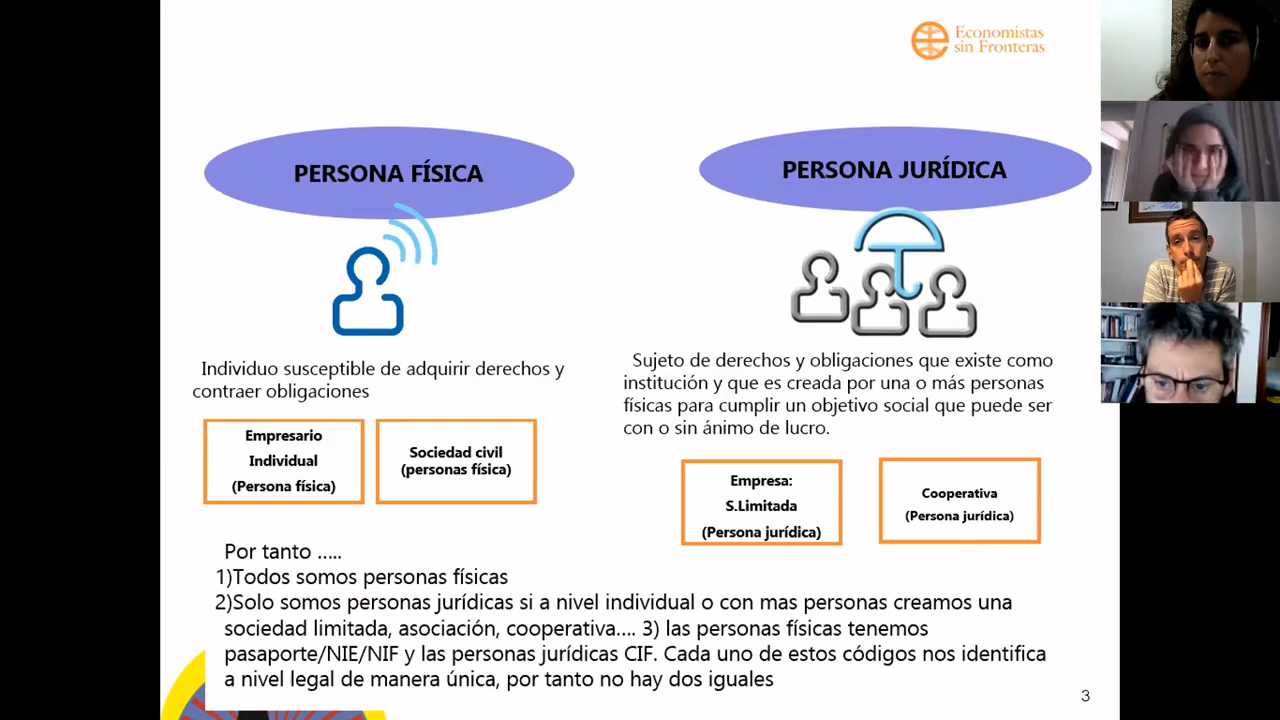 Economistas
sin Fronteras
PERSONA FÍSICA
PERSONA JURÍDICA
Individuo susceptible de adquirir derechos y
contraer obligaciones
Sujeto de derechos y obligaciones que existe como
institución y que es creada por una o más personas
físicas para cumplir un objetivo social que puede ser
con o sin ánimo de lucro.
Empresario
Individual
(Persona física)
Sociedad civil
(personas física)
Empresa:
S.Limitada
(Persona jurídica)
Cooperativa
(Persona jurídica)
Por tanto .....
1)Todos somos personas físicas
2)Solo somos personas jurídicas si a nivel individual o con mas personas creamos una
sociedad limitada, asociación, cooperativa.... 3) las personas físicas tenemos
pasaporte/NIE/NIF y las personas jurídicas CIF. Cada uno de estos códigos nos identifica
a nivel legal de manera única, por tanto no hay dos iguales
3